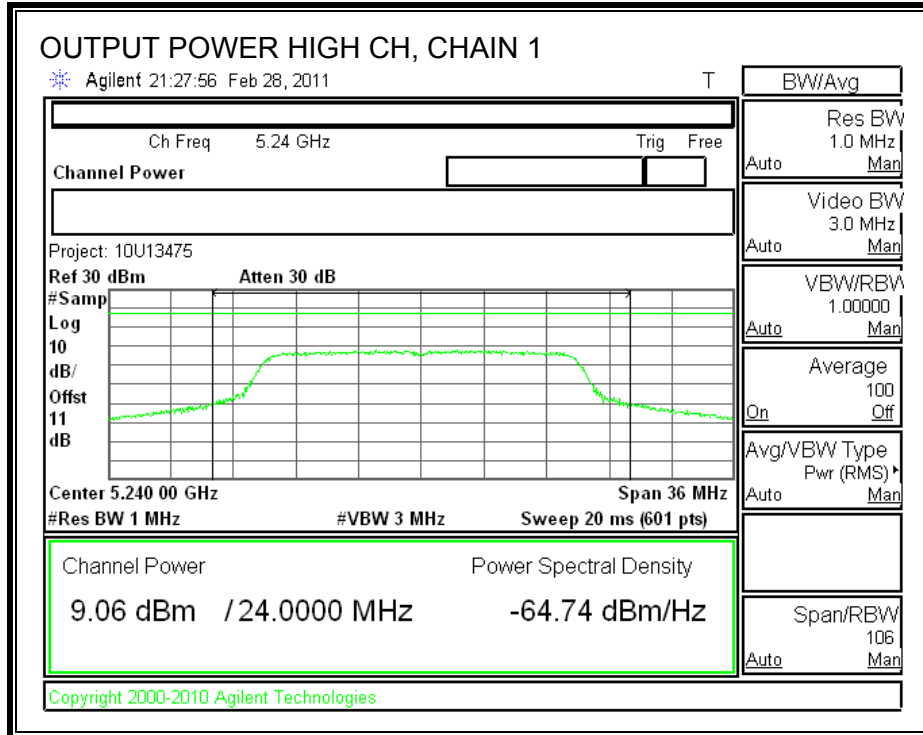 OUTPUT POWER HIGH CH, CHAIN 1
Agilent 21:27:56 Feb 28, 2011 T
Ch Freq 5.24 GHz Trig Free
Channel Power
Project: 10U13475
Ref 30 dBm Atten 30 dB
#Samp
Log
10
dB/
Offst
11
dB
Center 5.240 00 GHz Span 36 MHz
#Res BW 1 MHz #VBW 3 MHz Sweep 20 ms (601 pts)
Channel Power Power Spectral Density
9.06 dBm / 24.0000 MHz -64.74 dBm/Hz
Copyright 2000-2010 Agilent Technologies
BW/Avg
Res BW
1.0 MHz
Auto Man
Video BW
3.0 MHz
Auto Man
VBW/RBW
1.00000
Auto Man
Average
100
On Off
Avg/VBW Type
Pwr (RMS)
Auto Man
Span/RBW
106
Auto Man